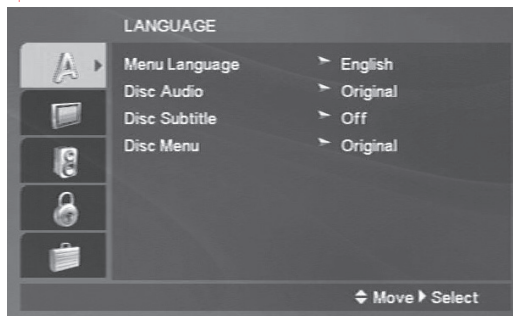 LANGUAGE
A
Menu Language English
Disc Audio Original
Disc Subtitle Off
Disc Menu Original
Move Select